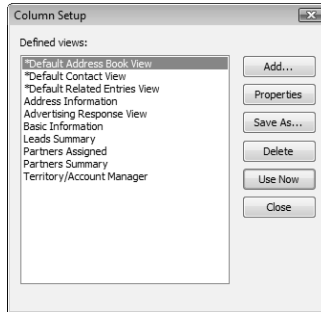 Column Setup
Defined views:
*Default Address Book View
*Default Contact View
*Default Related Entries View
Address Information
Advertising Response View
Basic Information
Leads Summary
Partners Assigned
Partners Summary
Territory/Account Manager
Add...
Properties
Save As...
Delete
Use Now
Close